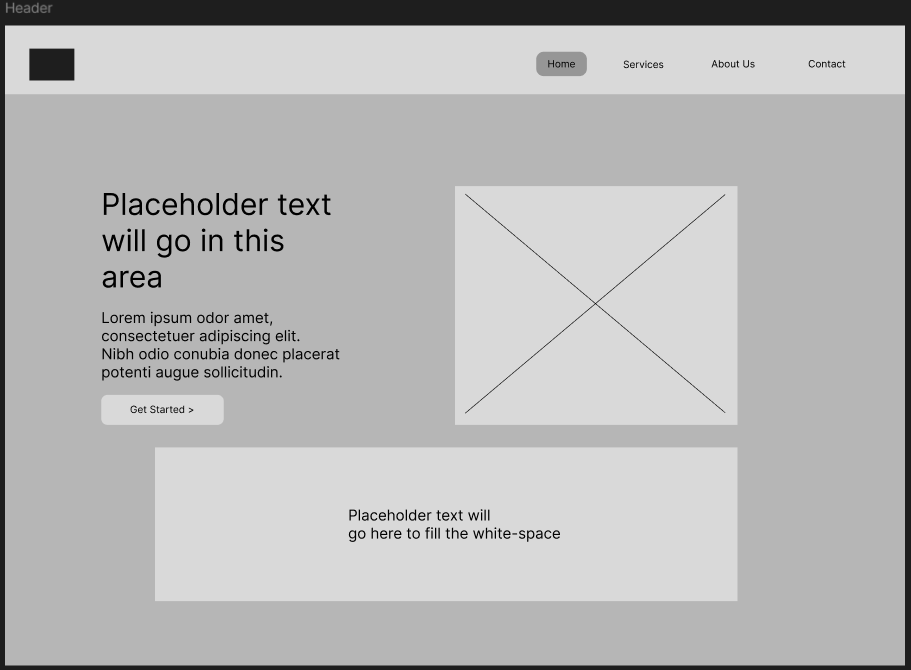 Header
Home Services About Us Contact
Placeholder text
will go in this
area
Lorem ipsum odor amet,
consectetuer adipiscing elit.
Nibh odio conubia donec placerat
potenti augue sollicitudin.
Get Started >
Placeholder text will
go here to fill the white-space